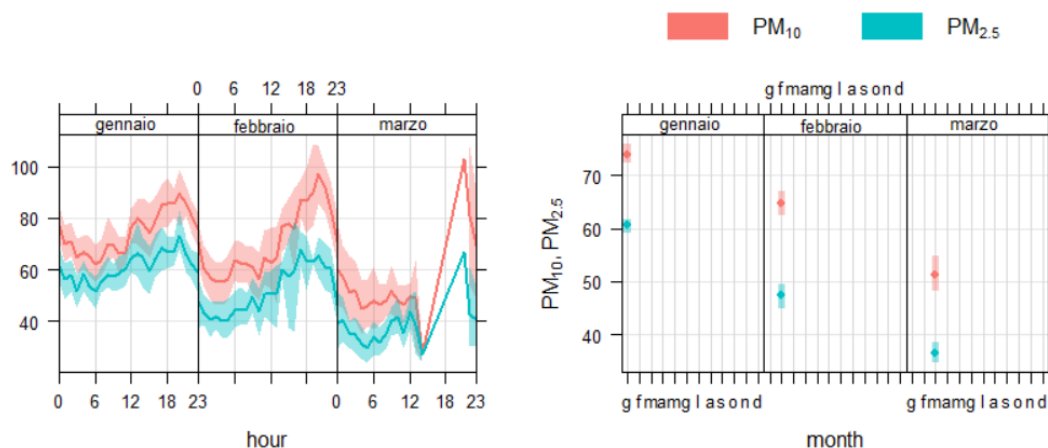 PM10 PM2.5
0 6 12 18 23
gennaio febbraio marzo
100
80
60
40
0 6 12 18 23 0 6 12 18 23
hour
g f m a m g l a s o n d
gennaio febbraio marzo
PM10, PM2.5
70
60
50
40
g f m a m g l a s o n d g f m a m g l a s o n d
month